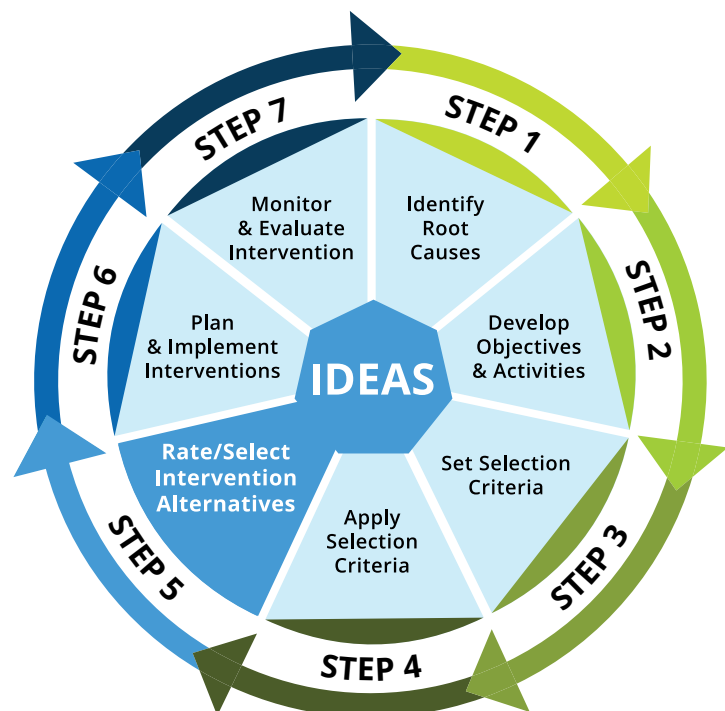 STEP 1
Identify
Root
Causes
STEP 2
Develop
Objectives
& Activities
STEP 3
Set Selection
Criteria
STEP 4
Apply
Selection
Criteria
STEP 5
Rate/Select
Intervention
Alternatives
STEP 6
Plan
& Implement
Interventions
STEP 7
Monitor
& Evaluate
Intervention
IDEAS